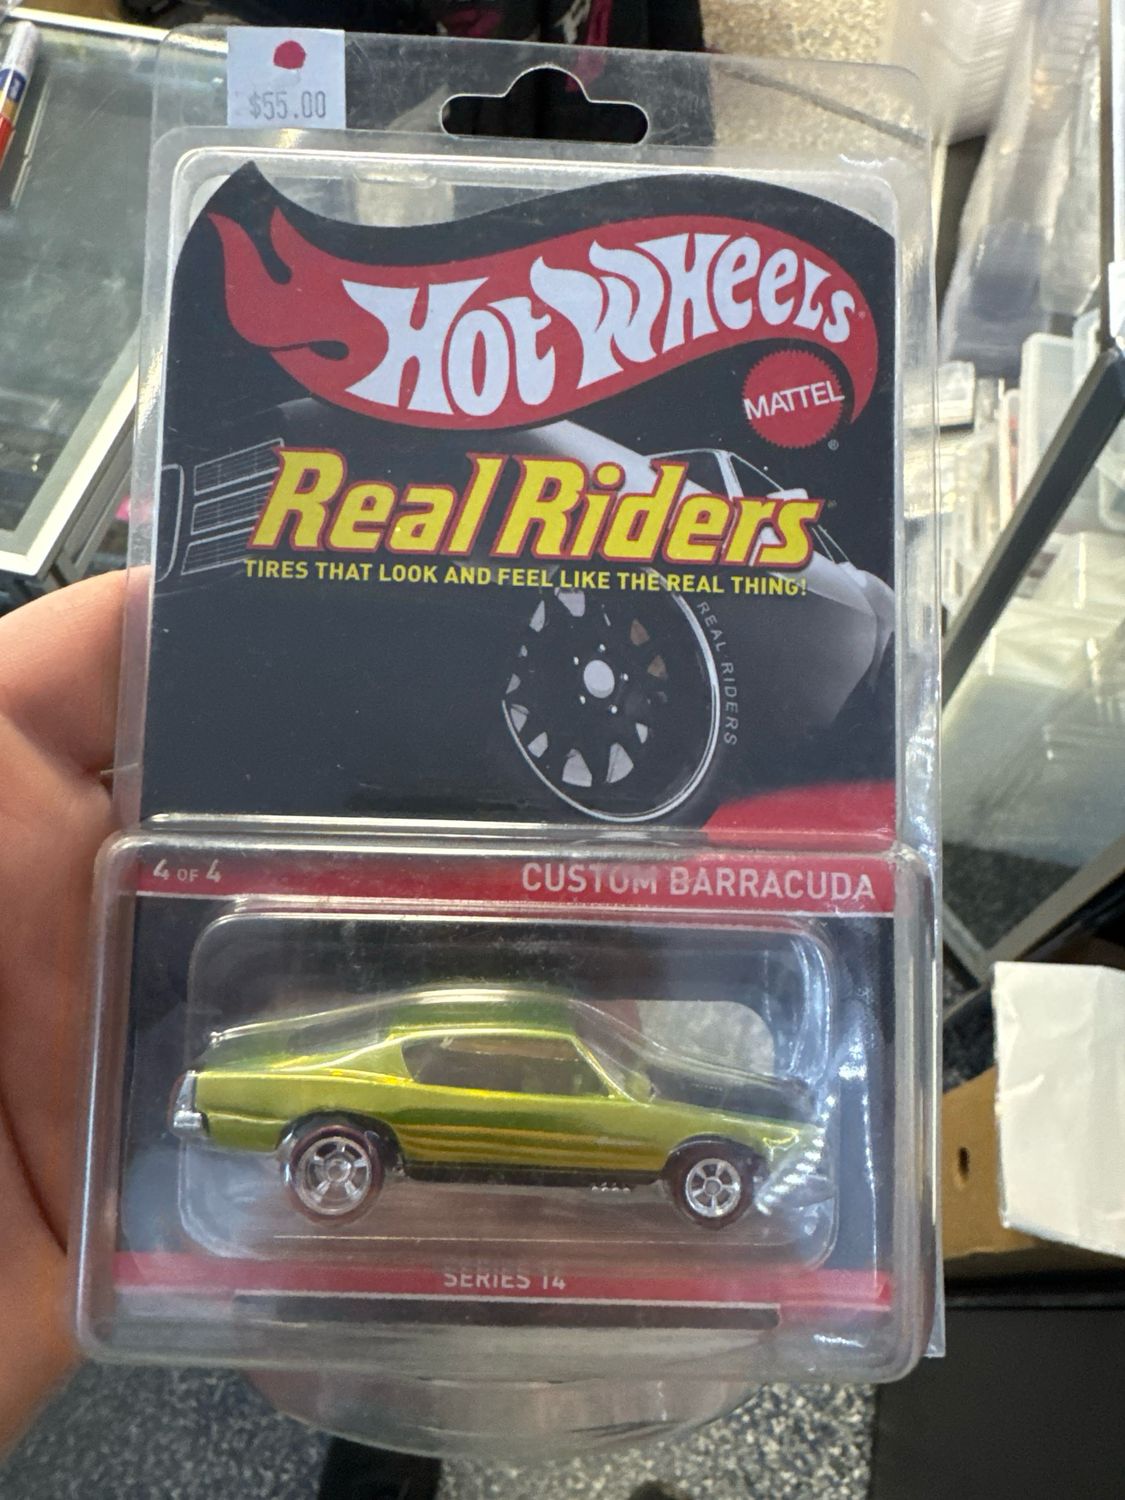 $55.00
Hot Wheels®
MATTEL
®
Real Riders™
TIRES THAT LOOK AND FEEL LIKE THE REAL THING!
REAL RIDERS
4 OF 4
CUSTOM BARRACUDA
SERIES 14